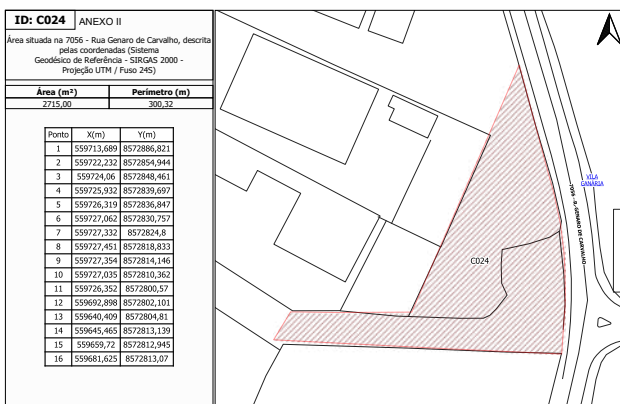 ID: C024 ANEXO II
Área situada na 7056 - Rua Genaro de Carvalho, descrita
pelas coordenadas (Sistema
Geodésico de Referência - SIRGAS 2000 -
Projeção UTM / Fuso 24S)
Área (m²) Perímetro (m)
2715,00 300,32
Ponto X(m) Y(m)
1 559713,689 8572886,821
2 559722,232 8572854,944
3 559724,06 8572848,461
4 559725,932 8572839,697
5 559726,319 8572836,847
6 559727,062 8572830,757
7 559727,332 8572824,8
8 559727,451 8572818,833
9 559727,354 8572814,146
10 559727,035 8572810,362
11 559726,352 8572800,57
12 559692,898 8572802,101
13 559640,409 8572804,81
14 559645,465 8572813,139
15 559659,72 8572812,945
16 559681,625 8572813,07
VILA
CANÁRIA
7056 - R. GENARO DE CARVALHO
C024